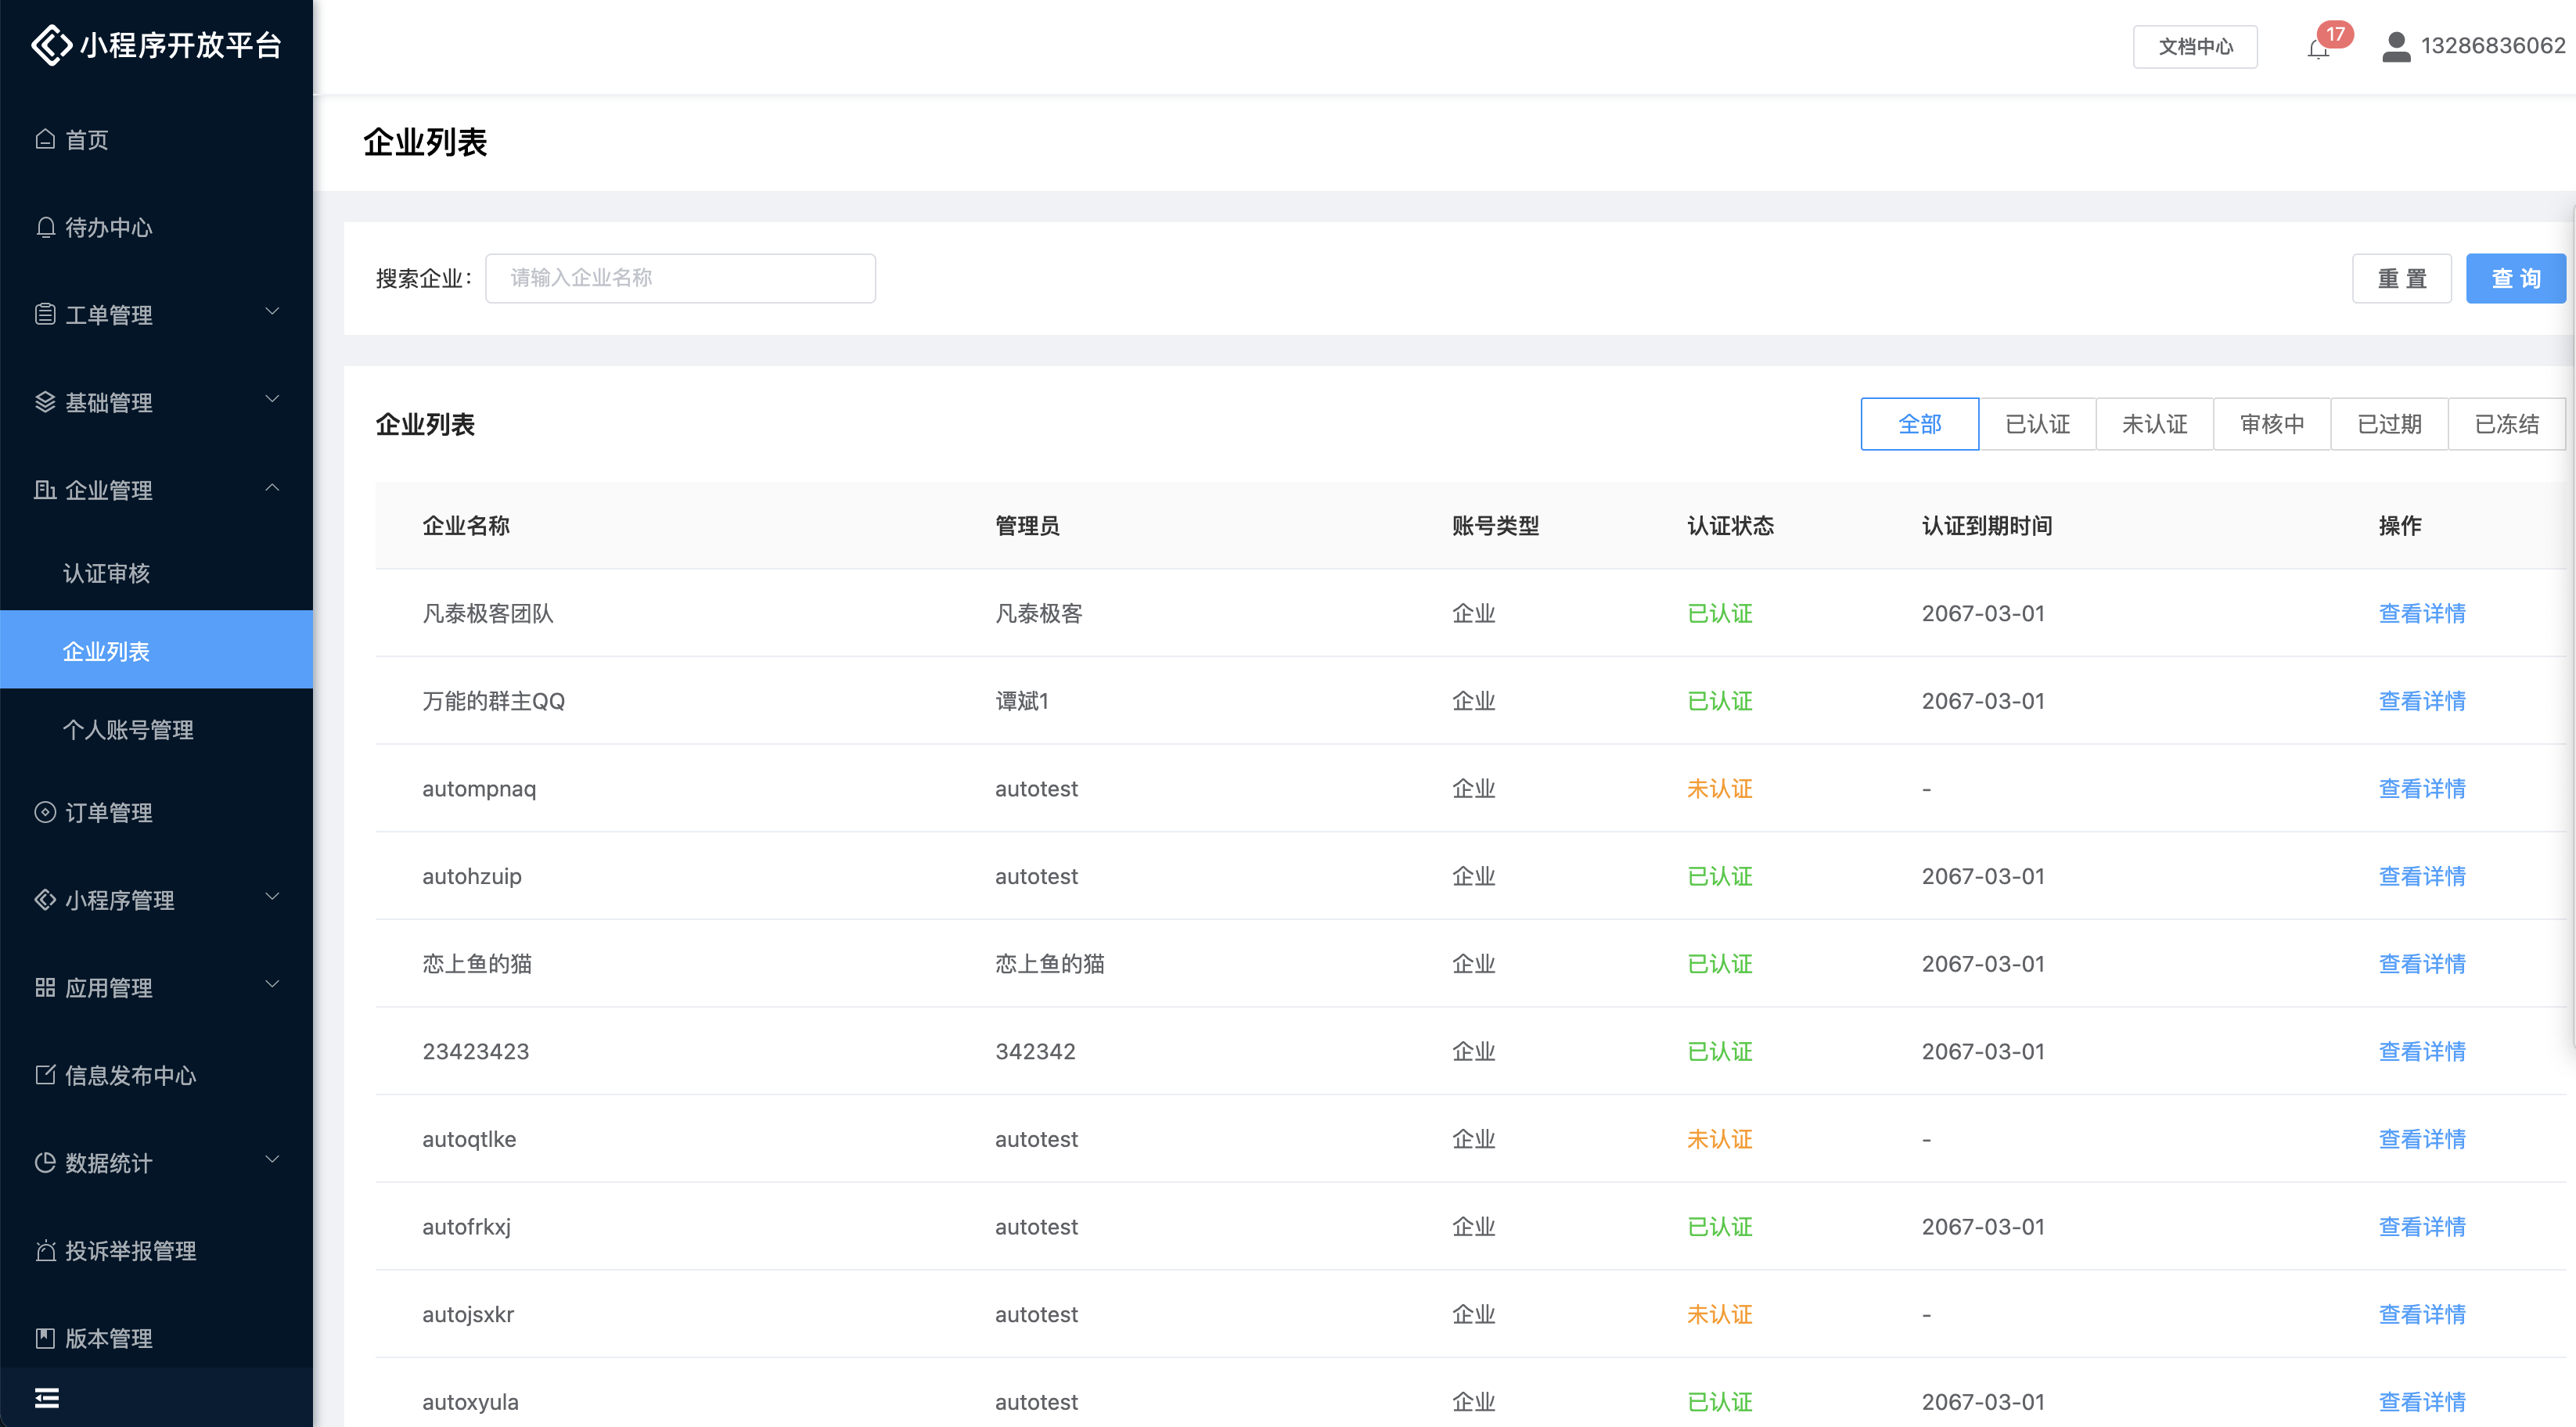 小程序开放平台
文档中心
17
13286836062
首页
待办中心
工单管理
基础管理
企业管理
认证审核
企业列表
个人账号管理
订单管理
小程序管理
应用管理
信息发布中心
数据统计
投诉举报管理
版本管理
企业列表
搜索企业：
请输入企业名称
重 置
查 询
企业列表
全部
已认证
未认证
审核中
已过期
已冻结
企业名称 管理员 账号类型 认证状态 认证到期时间 操作
凡泰极客团队 凡泰极客 企业 已认证 2067-03-01 查看详情
万能的群主QQ 谭斌1 企业 已认证 2067-03-01 查看详情
autompnaq autotest 企业 未认证 - 查看详情
autohzuip autotest 企业 已认证 2067-03-01 查看详情
恋上鱼的猫 恋上鱼的猫 企业 已认证 2067-03-01 查看详情
23423423 342342 企业 已认证 2067-03-01 查看详情
autoqtlke autotest 企业 未认证 - 查看详情
autofrkxj autotest 企业 已认证 2067-03-01 查看详情
autojsxkr autotest 企业 未认证 - 查看详情
autoxyula autotest 企业 已认证 2067-03-01 查看详情